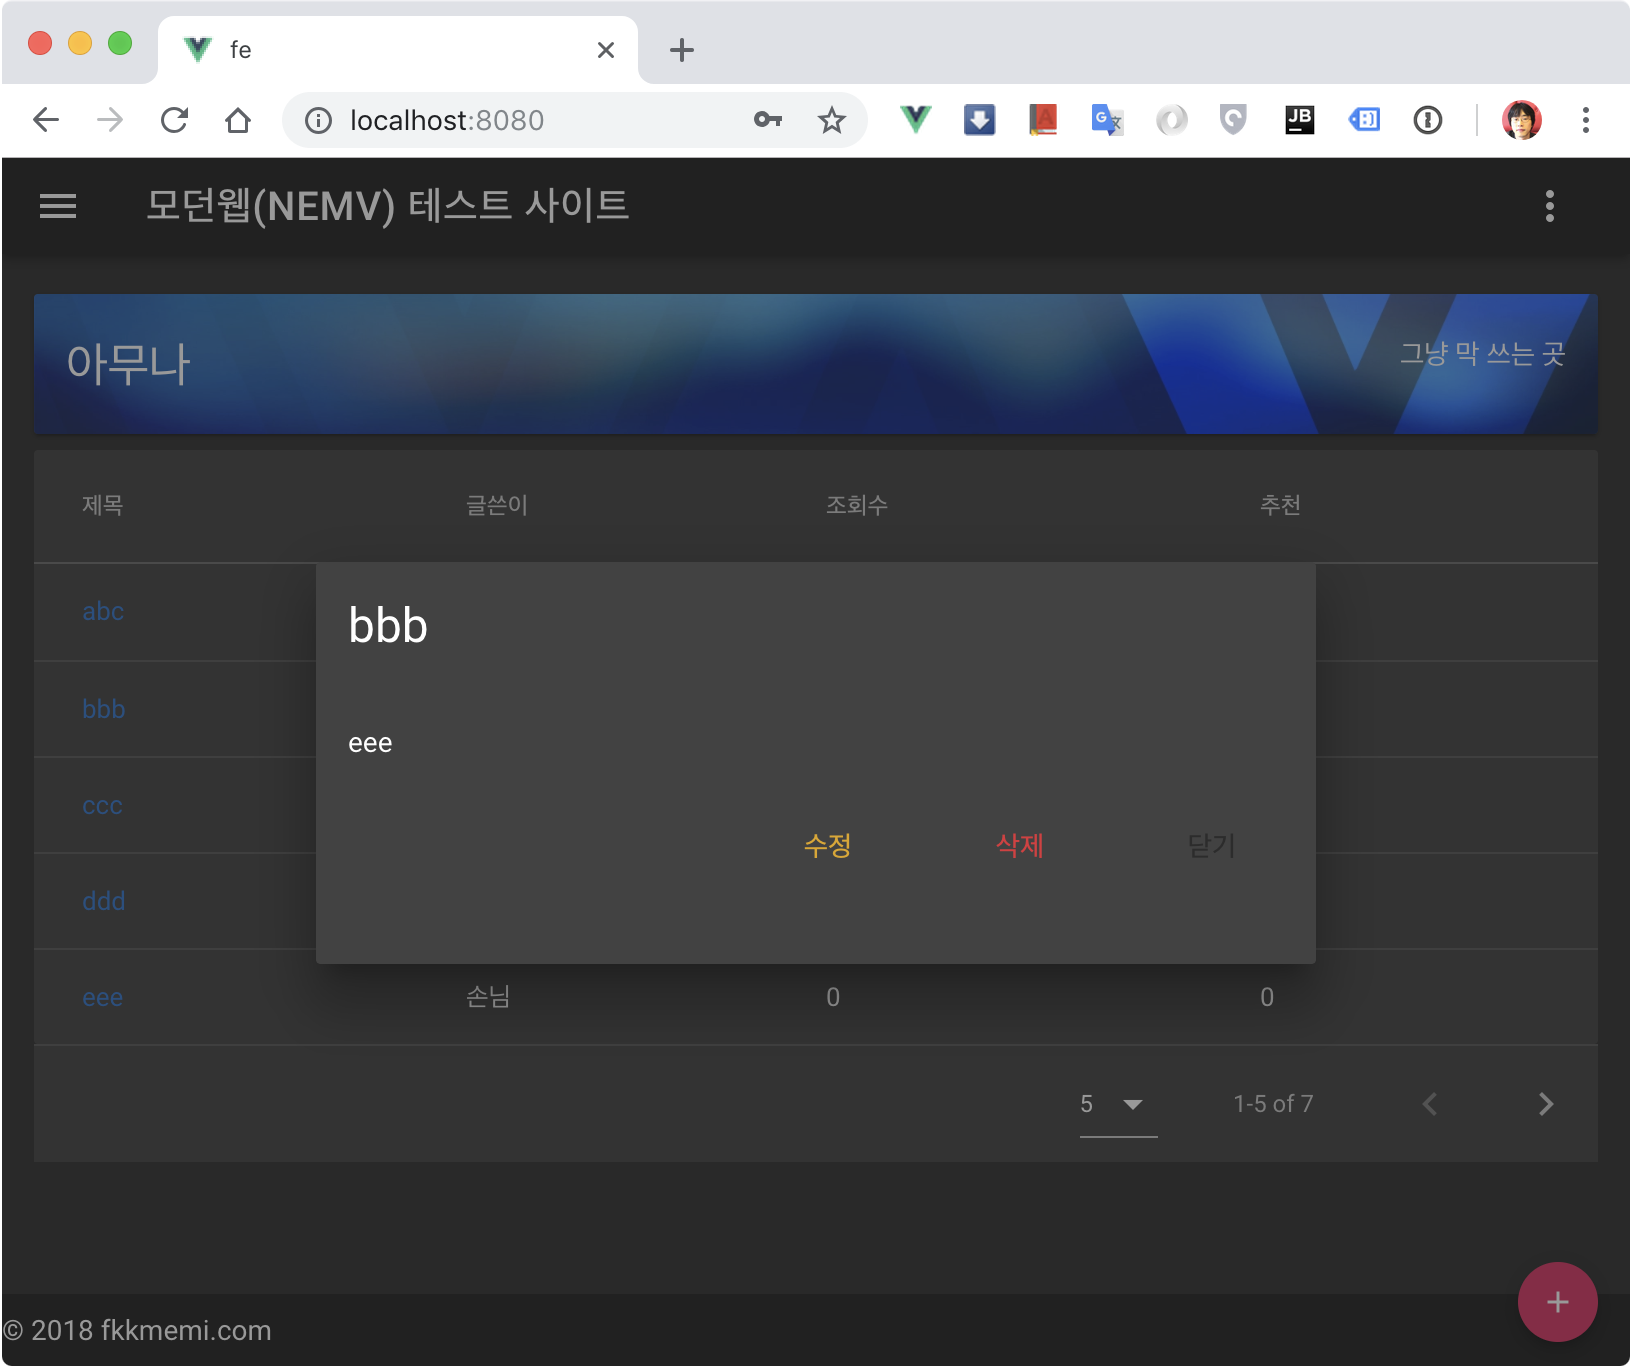 fe
localhost:8080
JB
모던웹(NEMV) 테스트 사이트
아무나
그냥 막 쓰는 곳
제목 글쓴이 조회수 추천
abc
bbb
ccc
ddd
eee 손님 0 0
bbb
eee
수정 삭제 닫기
5 1-5 of 7
© 2018 fkkmemi.com